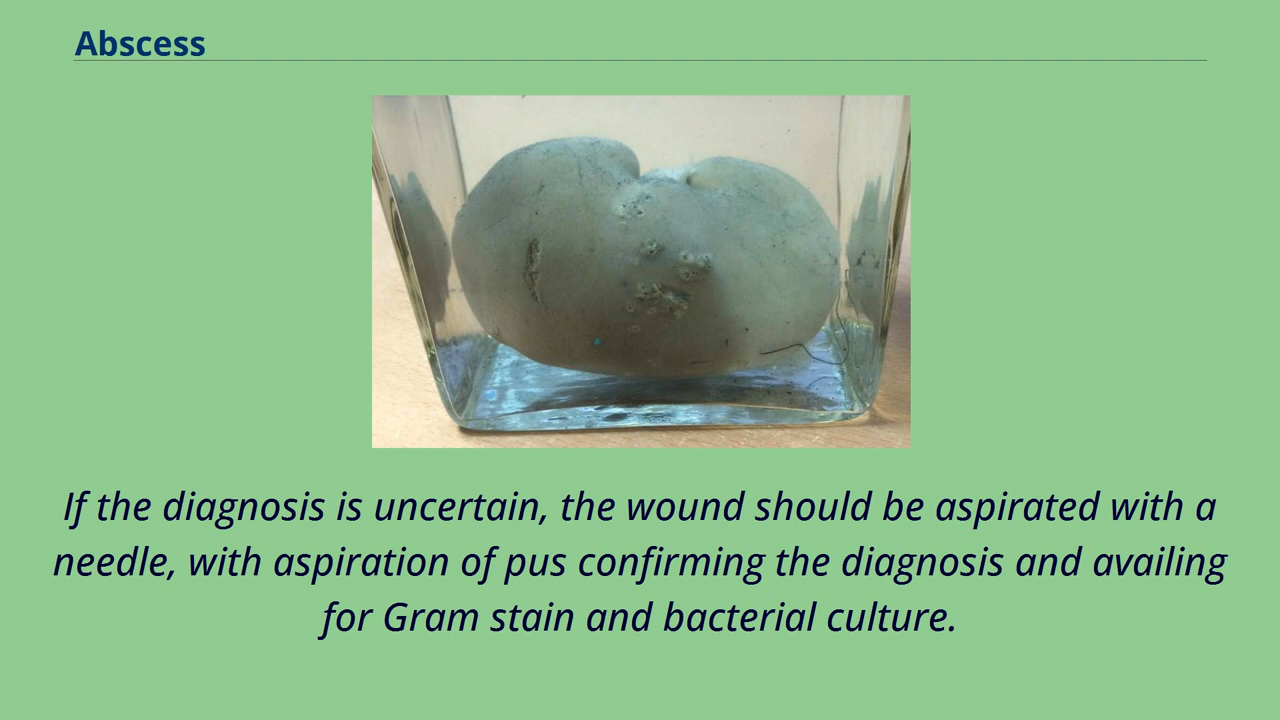 Abscess
If the diagnosis is uncertain, the wound should be aspirated with a
needle, with aspiration of pus confirming the diagnosis and availing
for Gram stain and bacterial culture.